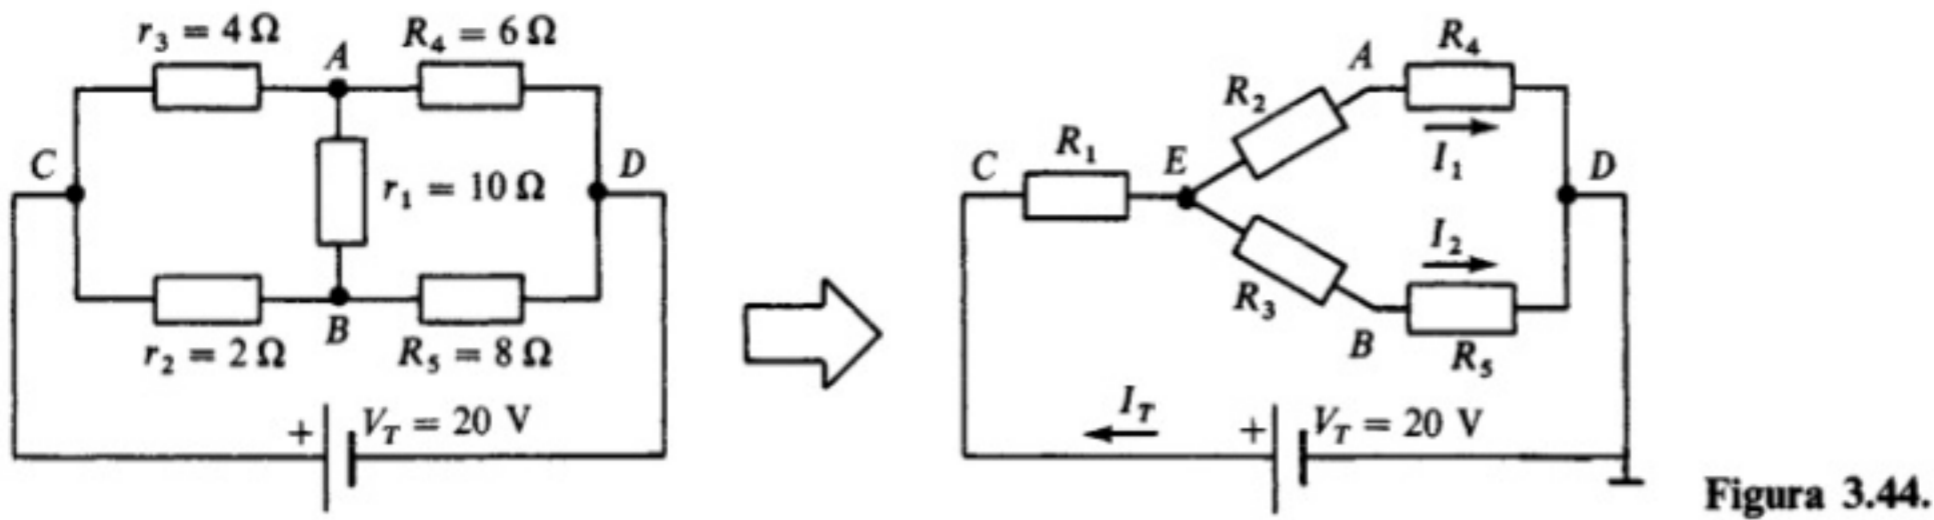 r₃ = 4 Ω
R₄ = 6 Ω
A
C
r₁ = 10 Ω
D
r₂ = 2 Ω
B
R₅ = 8 Ω
+
V_T = 20 V
A
R₄
R₂
I₁
C
R₁
E
D
I₂
R₃
B
R₅
I_T
+
V_T = 20 V
Figura 3.44.